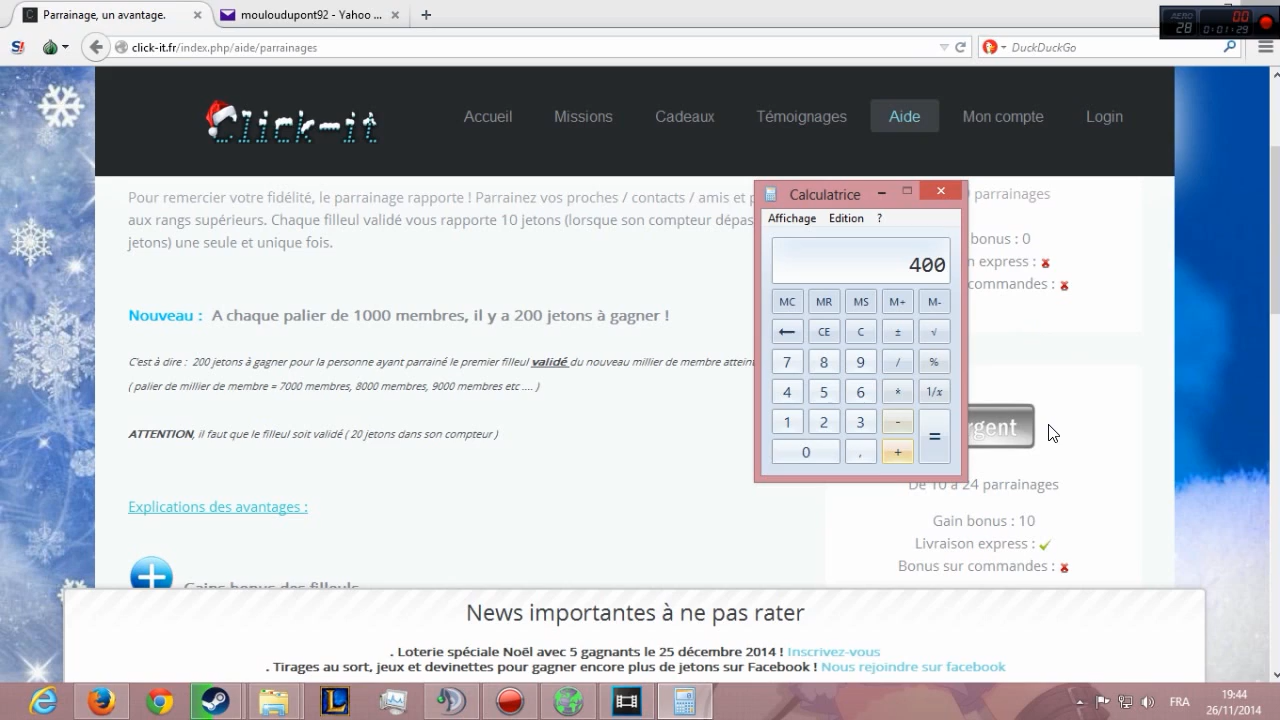 Parrainage, un avantage.
mouloudupont92 - Yahoo ...
AERO
28
00
0:01:29
click-it.fr/index.php/aide/parrainages
DuckDuckGo
Click-it
Accueil
Missions
Cadeaux
Témoignages
Aide
Mon compte
Login
Pour remercier votre fidélité, le parrainage rapporte ! Parrainez vos proches / contacts / amis et p
aux rangs supérieurs. Chaque filleul validé vous rapporte 10 jetons (lorsque son compteur dépas
jetons) une seule et unique fois.
Nouveau : A chaque palier de 1000 membres, il y a 200 jetons à gagner !
C'est à dire : 200 jetons à gagner pour la personne ayant parrainé le premier filleul validé du nouveau millier de membre atteint
( palier de millier de membre = 7000 membres, 8000 membres, 9000 membres etc .... )
ATTENTION, il faut que le filleul soit validé ( 20 jetons dans son compteur )
Explications des avantages :
Gains bonus des filleuls
Calculatrice
Affichage Edition ?
400
MC MR MS M+ M-
CE C ± √
7 8 9 / %
4 5 6 * 1/x
1 2 3 - =
0 , +
parrainages
bonus : 0
n express :
commandes :
rgent
De 10 à 24 parrainages
Gain bonus : 10
Livraison express :
Bonus sur commandes :
News importantes à ne pas rater
. Loterie spéciale Noël avec 5 gagnants le 25 décembre 2014 ! Inscrivez-vous
. Tirages au sort, jeux et devinettes pour gagner encore plus de jetons sur Facebook ! Nous rejoindre sur facebook
FRA
19:44
26/11/2014